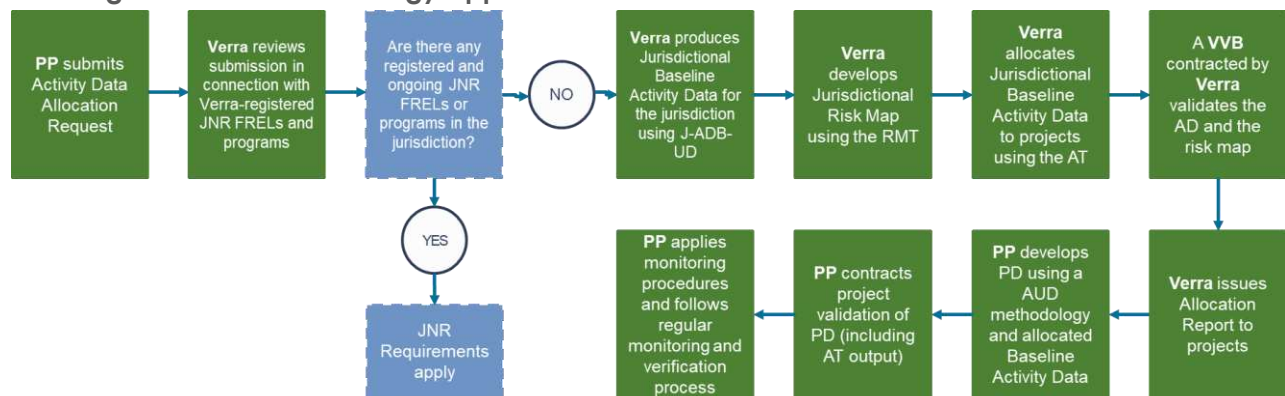 PP submits
Activity Data
Allocation
Request
Verra reviews
submission in
connection with
Verra-registered
JNR FRELs and
programs
Are there any
registered and
ongoing JNR
FRELs or
programs in the
jurisdiction?
NO
Verra produces
Jurisdictional
Baseline
Activity Data for
the jurisdiction
using J-ADB-
UD
Verra
develops
Jurisdictional
Risk Map
using the RMT
Verra
allocates
Jurisdictional
Baseline
Activity Data
to projects
using the AT
A VVB
contracted by
Verra
validates the
AD and the
risk map
YES
JNR
Requirements
apply
PP applies
monitoring
procedures
and follows
regular
monitoring and
verification
process
PP contracts
project
validation of
PD (including
AT output)
PP develops
PD using a
AUD
methodology
and allocated
Baseline
Activity Data
Verra issues
Allocation
Report to
projects